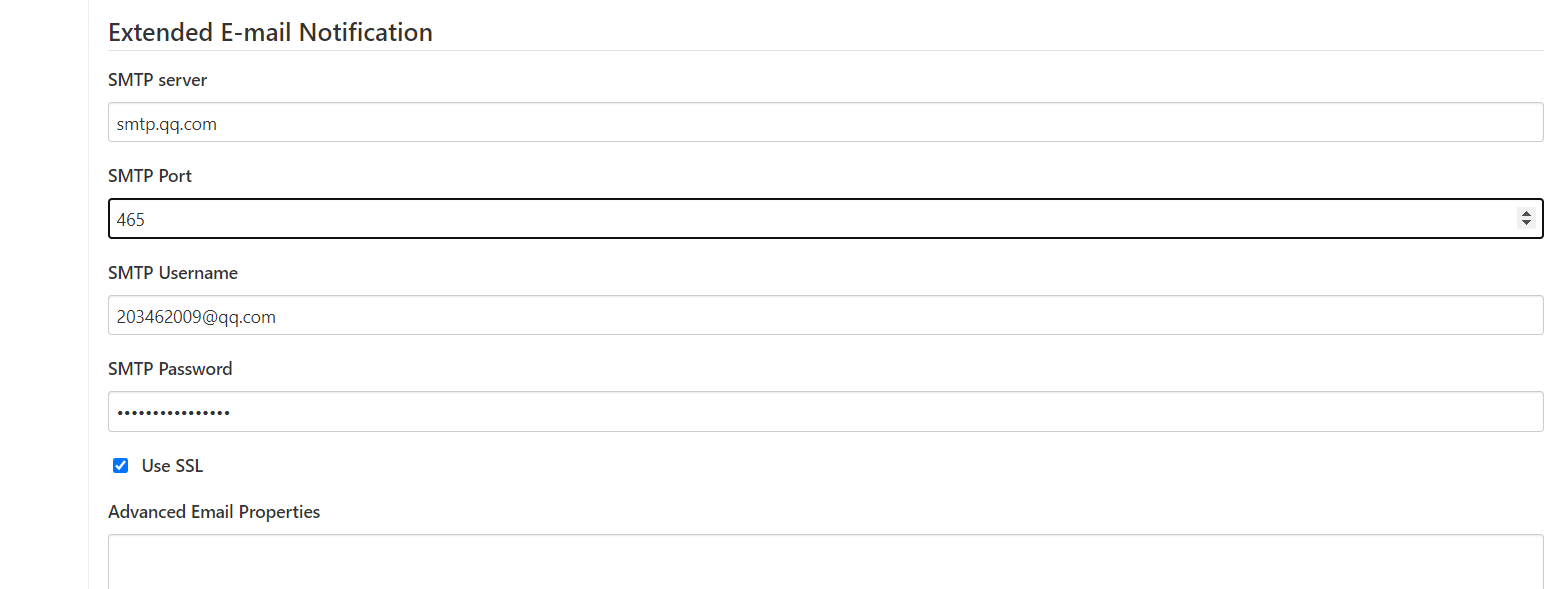 Extended E-mail Notification
SMTP server
smtp.qq.com
SMTP Port
465
SMTP Username
203462009@qq.com
SMTP Password
••••••••••••••••
Use SSL
Advanced Email Properties